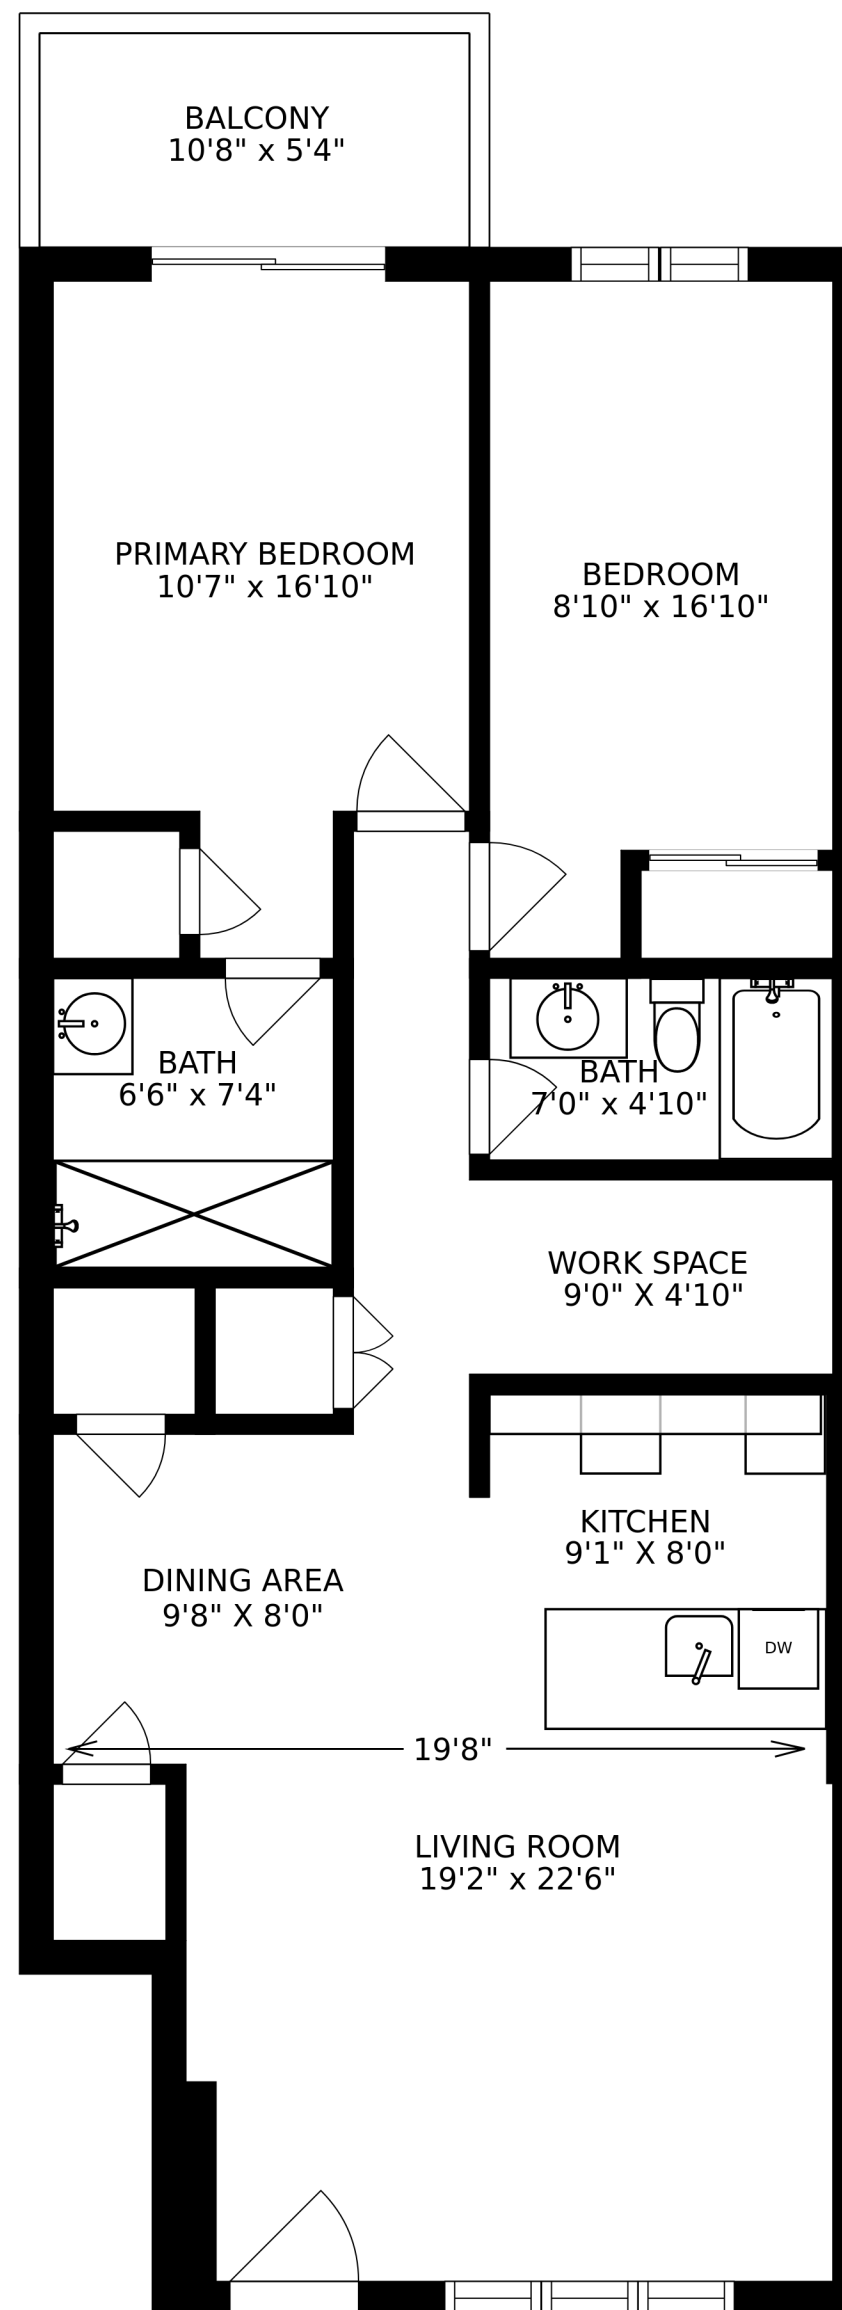 BALCONY
10'8" x 5'4"
PRIMARY BEDROOM
10'7" x 16'10"
BEDROOM
8'10" x 16'10"
BATH
6'6" x 7'4"
BATH
7'0" x 4'10"
WORK SPACE
9'0" X 4'10"
KITCHEN
9'1" X 8'0"
DINING AREA
9'8" X 8'0"
DW
19'8"
LIVING ROOM
19'2" x 22'6"